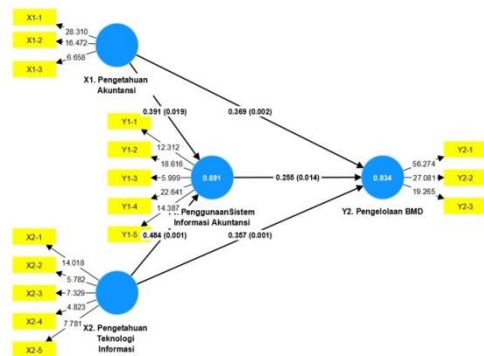 X1-1
28.310
X1-2
16.472
X1-3
6.658
X1. Pengetahuan
Akuntansi
0.391 (0.019)
0.369 (0.002)
Y1-1
12.312
Y1-2
18.616
Y1-3
5.999
Y1-4
22.641
Y1-5
14.387
0.691
PenggunaanSistem
Informasi Akuntansi
0.255 (0.014)
0.834
Y2. Pengelolaan BMD
56.274
Y2-1
27.081
Y2-2
19.265
Y2-3
0.484 (0.001)
0.357 (0.001)
X2-1
14.018
X2-2
5.782
X2-3
7.329
X2-4
4.823
X2-5
7.781
X2. Pengetahuan
Teknologi
Informasi